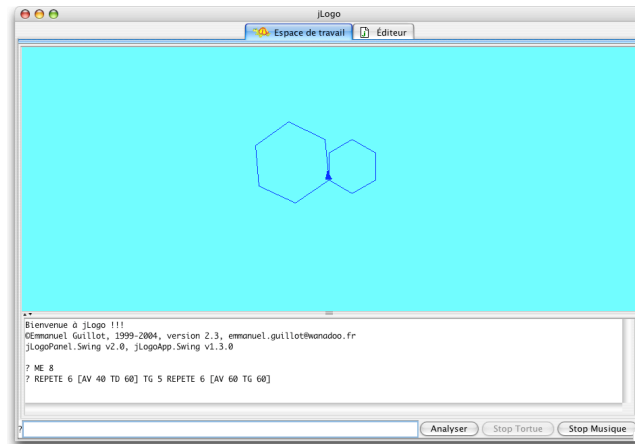 jLogo
Espace de travail
Éditeur
Bienvenue à jLogo !!!
©Emmanuel Guillot, 1999-2004, version 2.3, emmanuel.guillot@wanadoo.fr
jLogoPanel.Swing v2.0, jLogoApp.Swing v1.3.0
? ME 8
? REPETE 6 [AV 40 TD 60] TG 5 REPETE 6 [AV 60 TG 60]
?
Analyser
Stop Tortue
Stop Musique